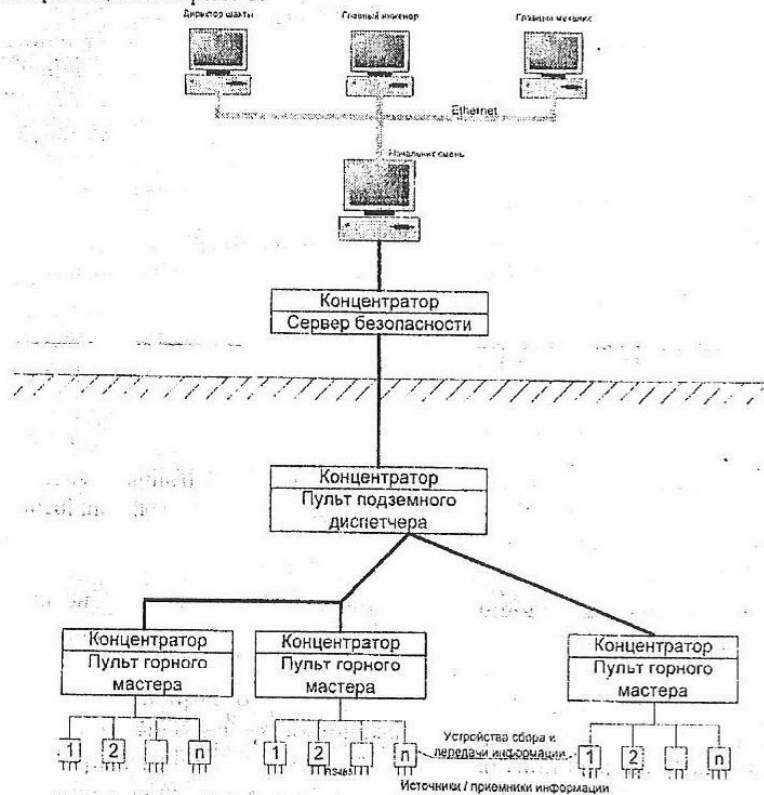 Директор шахты
Главный инженер
Главный механик
Ethernet
Начальник смены
Концентратор
Сервер безопасности
Концентратор
Пульт подземного
диспетчера
Концентратор
Пульт горного
мастера
Концентратор
Пульт горного
мастера
Концентратор
Пульт горного
мастера
1 2 ... n
1 2 ... n
Устройства сбора и
передачи информации
1 2 ... n
RS485
Источники / приемники информации